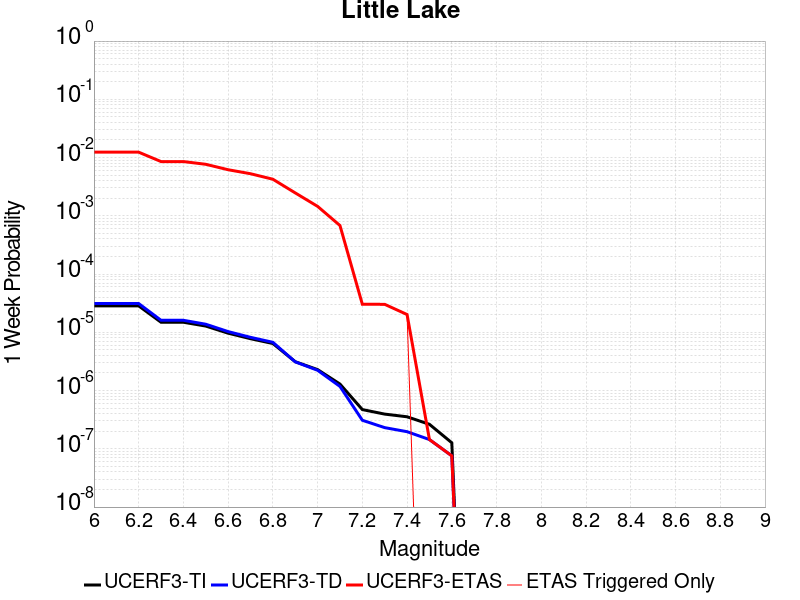 Little Lake
10^0
10^-1
10^-2
10^-3
10^-4
10^-5
10^-6
10^-7
10^-8
1 Week Probability
6 6.2 6.4 6.6 6.8 7 7.2 7.4 7.6 7.8 8 8.2 8.4 8.6 8.8 9
Magnitude
UCERF3-TI UCERF3-TD UCERF3-ETAS ETAS Triggered Only